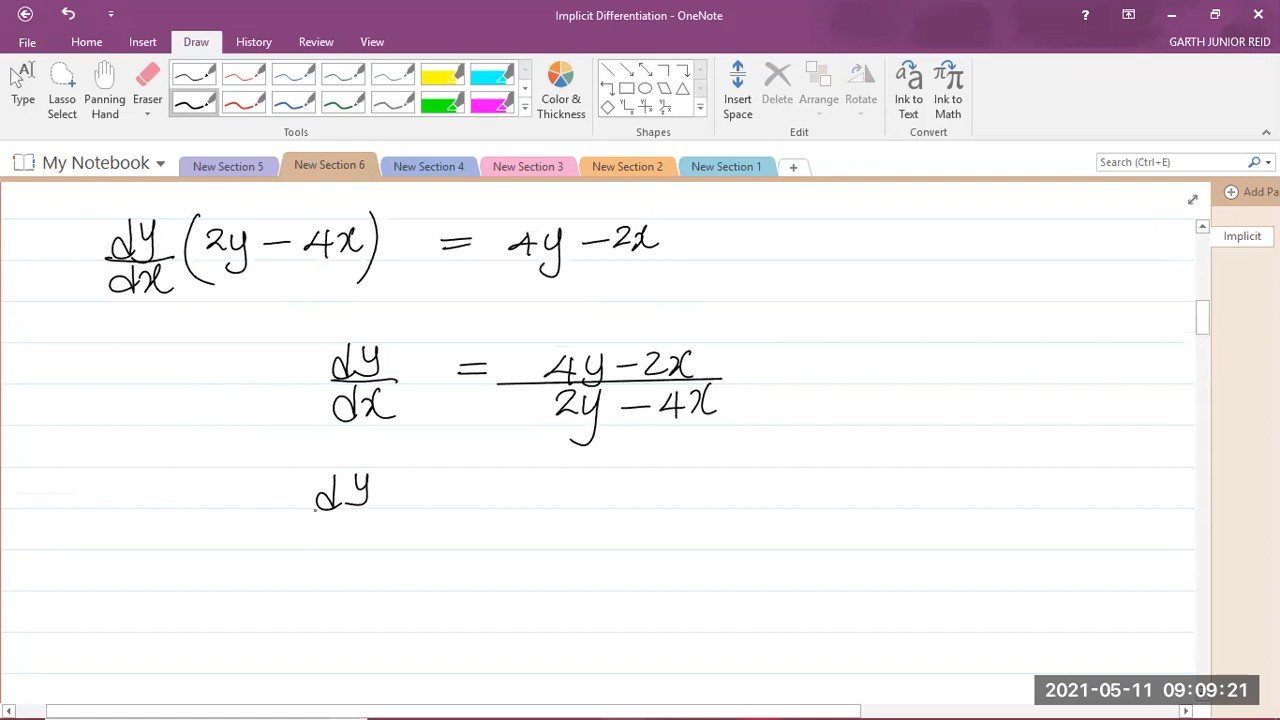 Implicit Differentiation - OneNote
?
GARTH JUNIOR REID
File Home Insert Draw History Review View
Type
Lasso Select
Panning Hand
Eraser
Color & Thickness
Insert Space
Delete
Arrange
Rotate
Ink to Text
Ink to Math
Tools
Shapes
Edit
Convert
My Notebook
New Section 5 New Section 6 New Section 4 New Section 3 New Section 2 New Section 1 +
Search (Ctrl+E)
Add Pa
Implicit
dy/dx (2y - 4x) = 4y - 2x
dy/dx = (4y - 2x)/(2y - 4x)
dy
2021-05-11 09:09:21